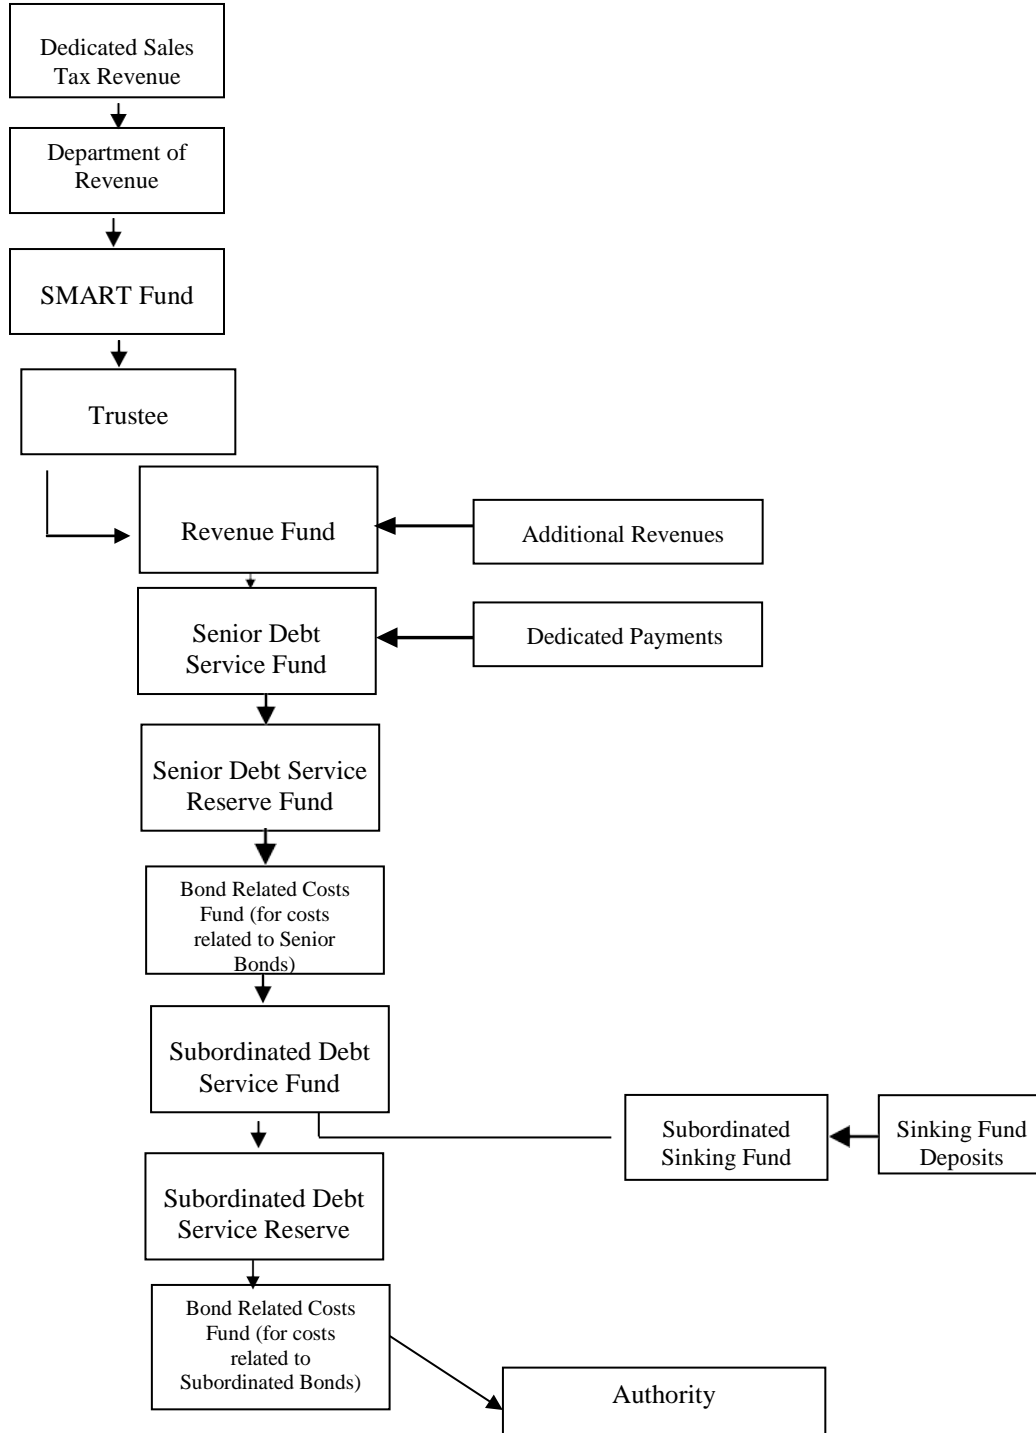 Dedicated Sales
Tax Revenue
Department of
Revenue
SMART Fund
Trustee
Revenue Fund
Additional Revenues
Senior Debt
Service Fund
Dedicated Payments
Senior Debt Service
Reserve Fund
Bond Related Costs
Fund (for costs
related to Senior
Bonds)
Subordinated Debt
Service Fund
Subordinated
Sinking Fund
Sinking Fund
Deposits
Subordinated Debt
Service Reserve
Bond Related Costs
Fund (for costs
related to
Subordinated Bonds)
Authority